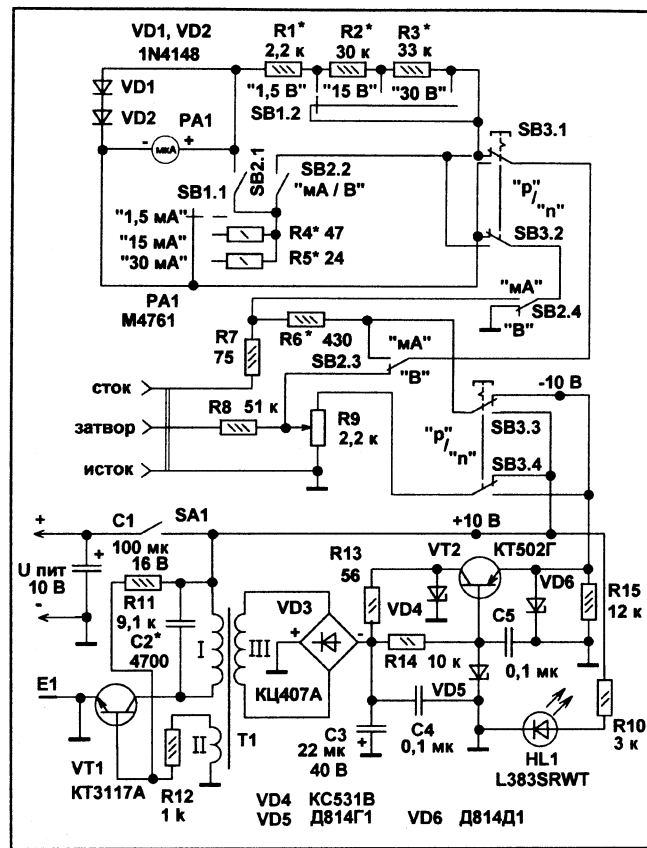 VD1, VD2
1N4148
R1*
2,2 к
R2*
30 к
R3*
33 к
VD1
VD2
"1,5 В"
"15 В"
"30 В"
SB1.2
PA1
-
+
мкА
SB3.1
SB2.1
SB2.2
"мА / В"
SB1.1
"р"
/"n"
"1,5 мА"
"15 мА"
"30 мА"
R4* 47
R5* 24
SB3.2
PA1
М4761
"мА"
SB2.4
"В"
R7
75
R6* 430
"мА"
SB2.3
"В"
сток
-10 В
затвор
R8 51 к
R9
2,2 к
SB3.3
"р"
/"n"
SB3.4
исток
+
C1
SA1
+10 В
100 мк
16 В
+
U пит
10 В
-
R13
56
VT2
КТ502Г
VD6
R15
12 к
R11
9,1 к
C2*
4700
I
III
VD3
+
-
VD4
C5
0,1 мк
R14 10 к
КЦ407А
E1
VD5
C4
0,1 мк
R10
3 к
II
T1
C3
22 мк
40 В
+
HL1
L383SRWT
VT1
КТ3117А
R12
1 k
VD4 КС531В
VD5 Д814Г1 VD6 Д814Д1